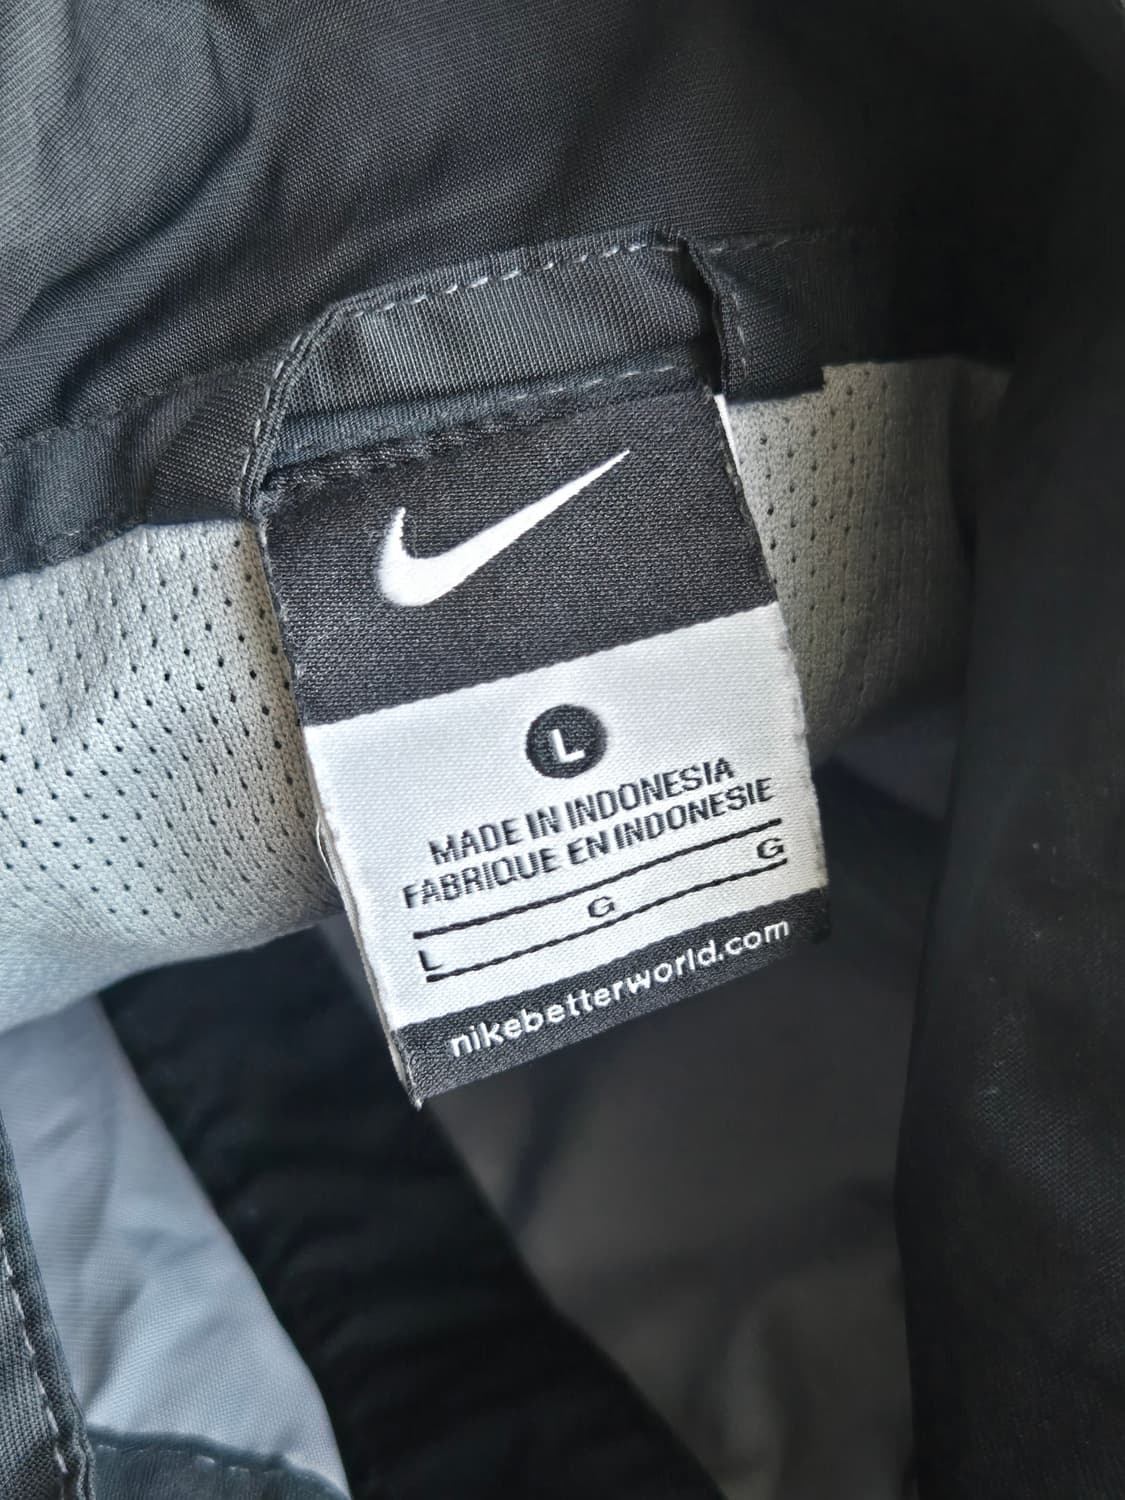 L
MADE IN INDONESIA
FABRIQUE EN INDONESIE
L G G
nikebetterworld.com